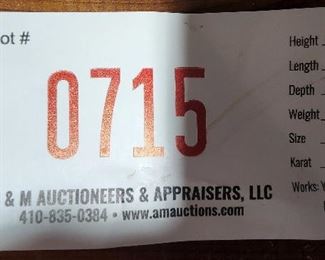 ot #
0715
& M AUCTIONEERS & APPRAISERS, LLC
410-835-0384 • www.amauctions.com
Height
Length
Depth
Weight
Size
Karat
Works: